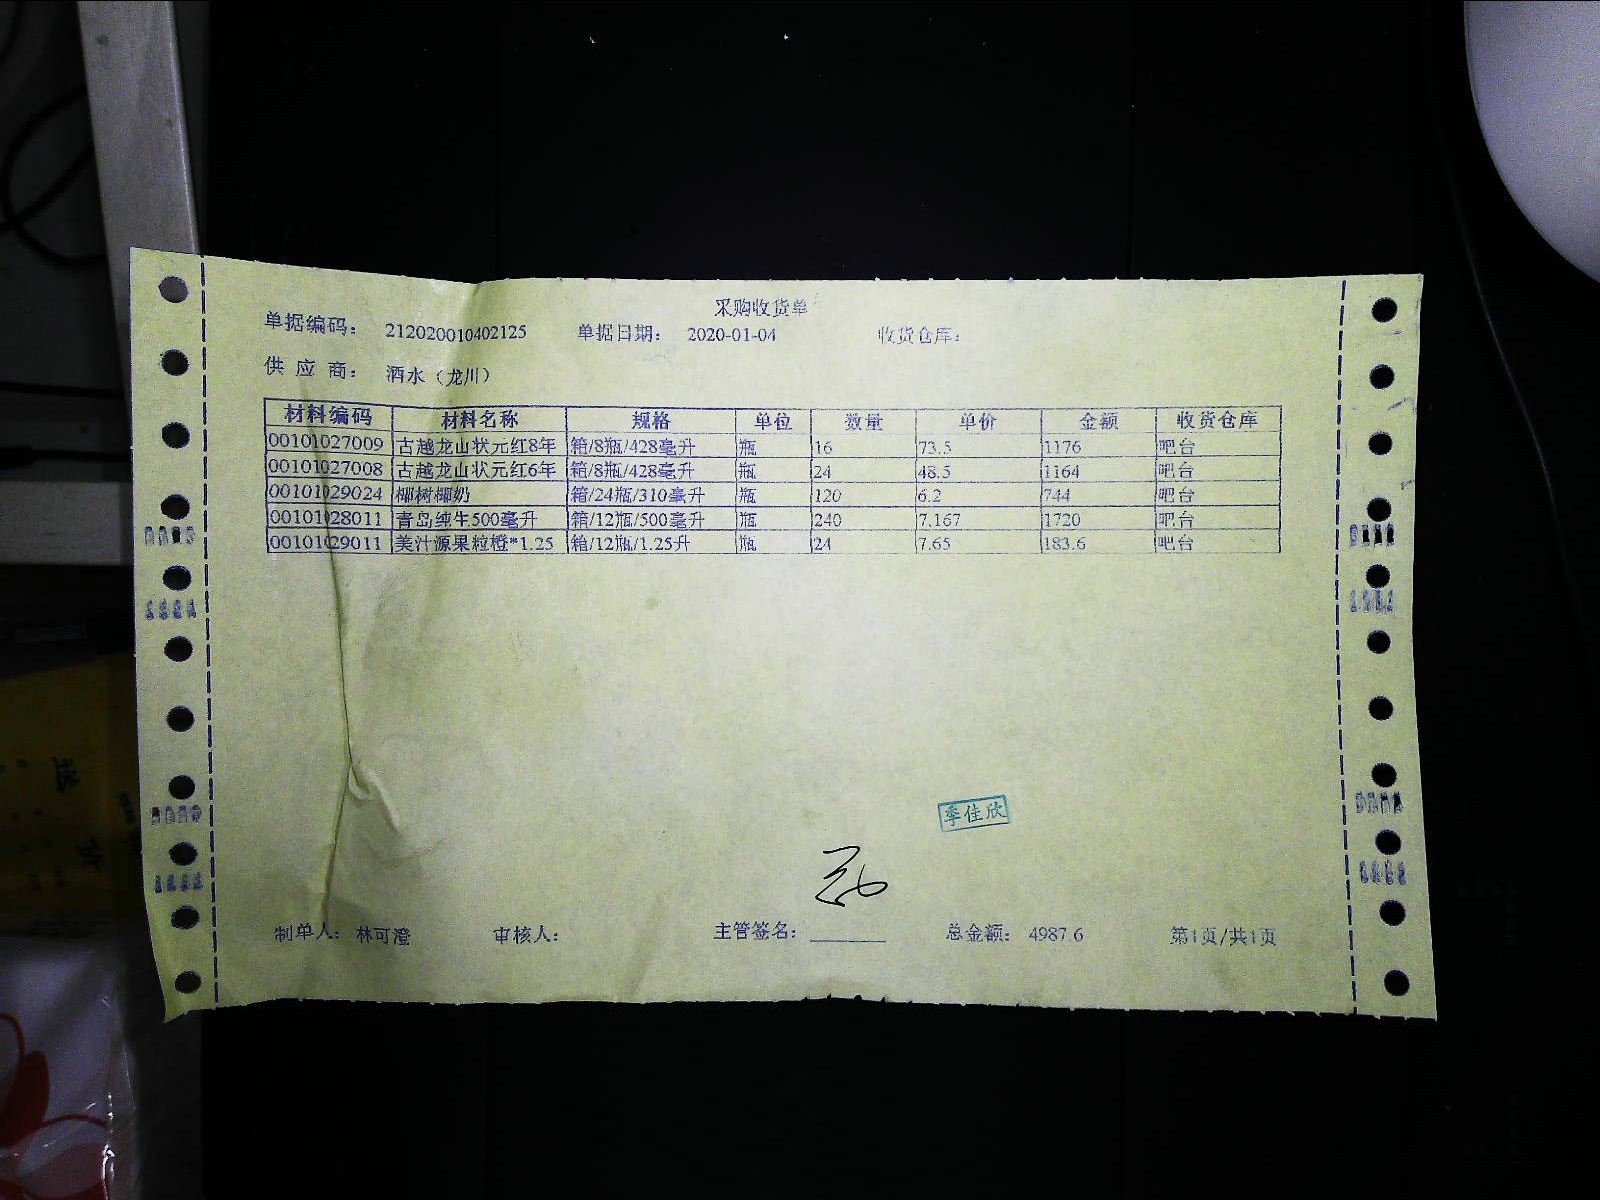 采购收货单
单据编码： 212020010402125 单据日期： 2020-01-04 收货仓库：
供 应 商： 酒水（龙川）
材料编码 材料名称 规格 单位 数量 单价 金额 收货仓库
00101027009 古越龙山状元红8年 箱/8瓶/428毫升 瓶 16 73.5 1176 吧台
00101027008 古越龙山状元红6年 箱/8瓶/428毫升 瓶 24 48.5 1164 吧台
00101029024 椰树椰奶 箱/24瓶/310毫升 瓶 120 6.2 744 吧台
00101028011 青岛纯生500毫升 箱/12瓶/500毫升 瓶 240 7.167 1720 吧台
00101029011 美汁源果粒橙*1.25 箱/12瓶/1.25升 瓶 24 7.65 183.6 吧台
季佳欣
制单人： 林可澄 审核人： 主管签名： 总金额： 4987.6 第1页/共1页